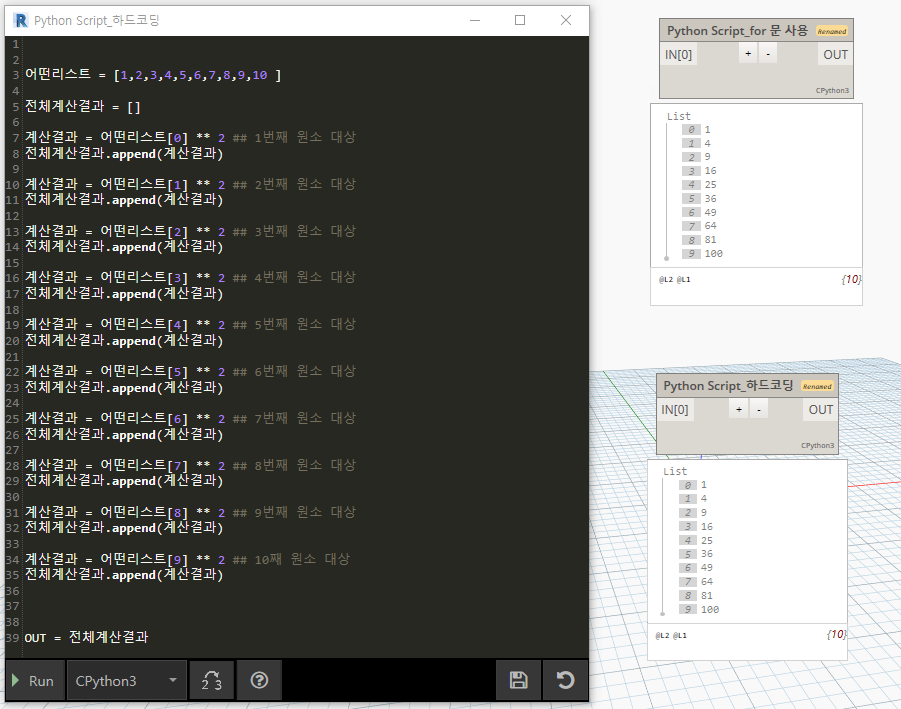 Python Script_하드코딩
1
2
3 어떤리스트 = [1,2,3,4,5,6,7,8,9,10 ]
4
5 전체계산결과 = []
6
7 계산결과 = 어떤리스트[0] ** 2 ## 1번째 원소 대상
8 전체계산결과.append(계산결과)
9
10 계산결과 = 어떤리스트[1] ** 2 ## 2번째 원소 대상
11 전체계산결과.append(계산결과)
12
13 계산결과 = 어떤리스트[2] ** 2 ## 3번째 원소 대상
14 전체계산결과.append(계산결과)
15
16 계산결과 = 어떤리스트[3] ** 2 ## 4번째 원소 대상
17 전체계산결과.append(계산결과)
18
19 계산결과 = 어떤리스트[4] ** 2 ## 5번째 원소 대상
20 전체계산결과.append(계산결과)
21
22 계산결과 = 어떤리스트[5] ** 2 ## 6번째 원소 대상
23 전체계산결과.append(계산결과)
24
25 계산결과 = 어떤리스트[6] ** 2 ## 7번째 원소 대상
26 전체계산결과.append(계산결과)
27
28 계산결과 = 어떤리스트[7] ** 2 ## 8번째 원소 대상
29 전체계산결과.append(계산결과)
30
31 계산결과 = 어떤리스트[8] ** 2 ## 9번째 원소 대상
32 전체계산결과.append(계산결과)
33
34 계산결과 = 어떤리스트[9] ** 2 ## 10째 원소 대상
35 전체계산결과.append(계산결과)
36
37
38
39 OUT = 전체계산결과
Run CPython3 2 3 ?
Python Script_for 문 사용 Renamed
IN[0] + - OUT
CPython3
List
0 1
1 4
2 9
3 16
4 25
5 36
6 49
7 64
8 81
9 100
@L2 @L1 {10}
Python Script_하드코딩 Renamed
IN[0] + - OUT
CPython3
List
0 1
1 4
2 9
3 16
4 25
5 36
6 49
7 64
8 81
9 100
@L2 @L1 {10}